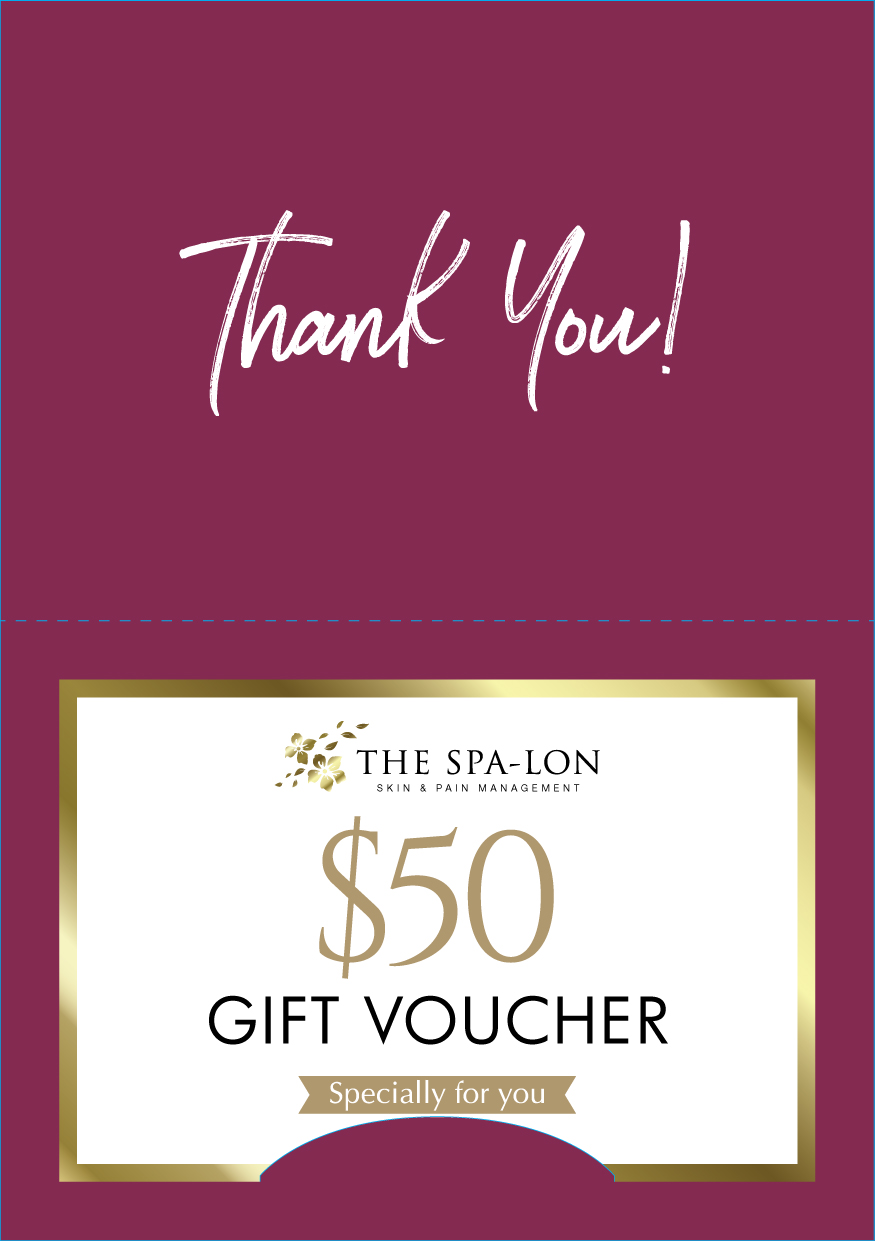 Thank You!
THE SPA-LON
SKIN & PAIN MANAGEMENT
$50
GIFT VOUCHER
Specially for you